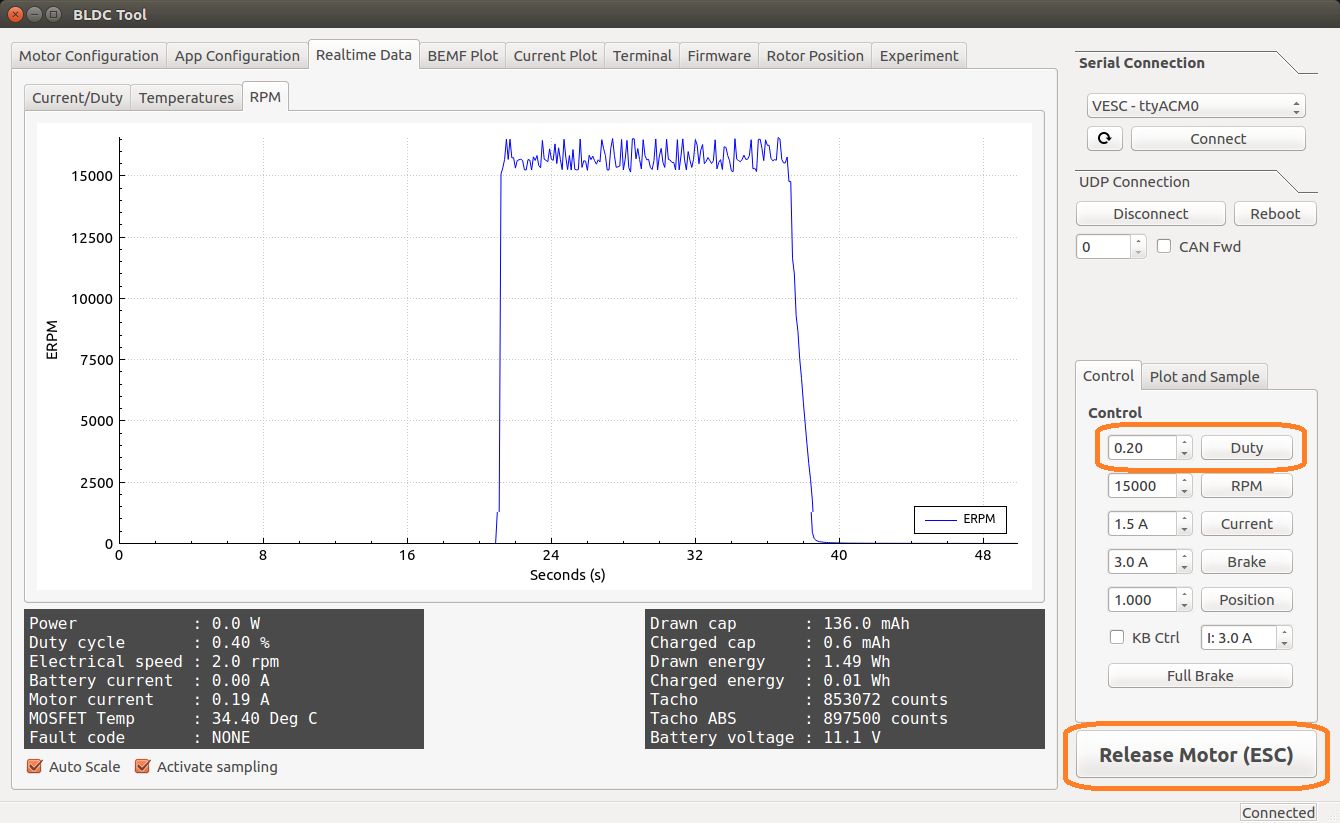 BLDC Tool
Motor Configuration App Configuration Realtime Data BEMF Plot Current Plot Terminal Firmware Rotor Position Experiment
Current/Duty Temperatures RPM
15000
12500
10000
7500
5000
2500
0
ERPM
ERPM
0 8 16 24 32 40 48
Seconds (s)
Power : 0.0 W
Duty cycle : 0.40 %
Electrical speed : 2.0 rpm
Battery current : 0.00 A
Motor current : 0.19 A
MOSFET Temp : 34.40 Deg C
Fault code : NONE
Drawn cap : 136.0 mAh
Charged cap : 0.6 mAh
Drawn energy : 1.49 Wh
Charged energy : 0.01 Wh
Tacho : 853072 counts
Tacho ABS : 897500 counts
Battery voltage : 11.1 V
Auto Scale Activate sampling
Serial Connection
VESC - ttyACM0
Connect
UDP Connection
Disconnect Reboot
0 CAN Fwd
Control Plot and Sample
Control
0.20 Duty
15000 RPM
1.5 A Current
3.0 A Brake
1.000 Position
KB Ctrl I: 3.0 A
Full Brake
Release Motor (ESC)
Connected